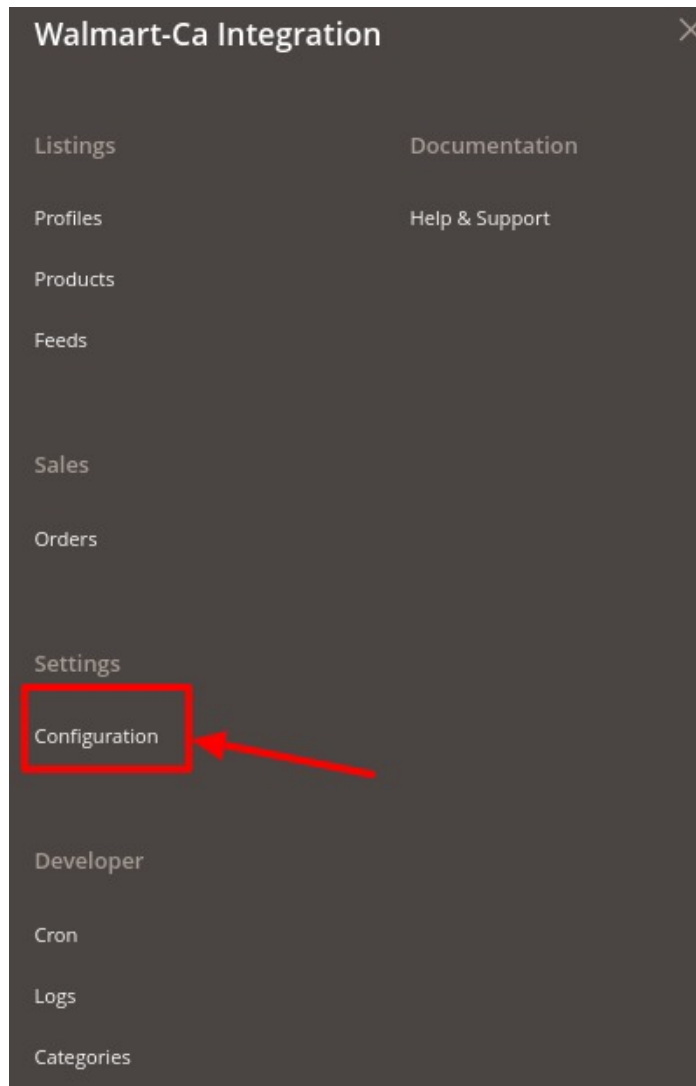 Walmart-Ca Integration
Listings
Profiles
Products
Feeds
Sales
Orders
Settings
Configuration
Developer
Cron
Logs
Categories
Documentation
Help & Support